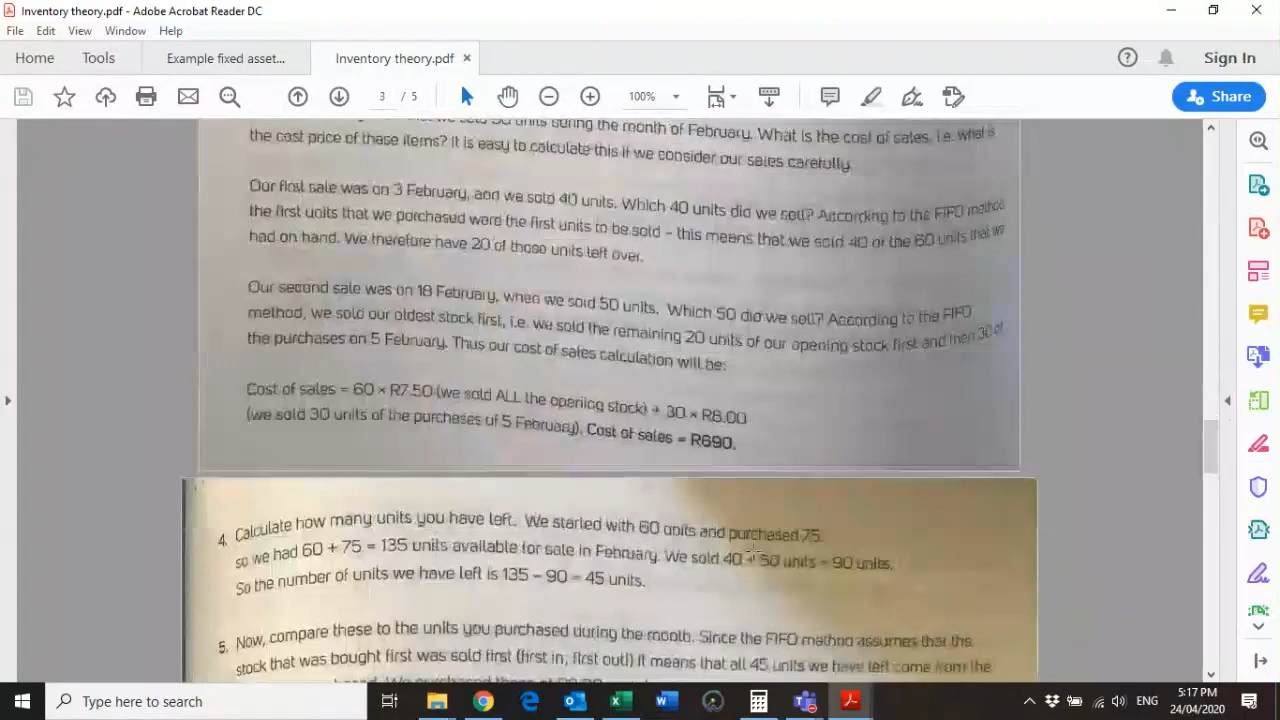 Inventory theory.pdf - Adobe Acrobat Reader DC
File Edit View Window Help
Home Tools Example fixed asset... Inventory theory.pdf ×
3 / 5 100% Sign In
Share
units during the month of February. What is the cost of sales, i.e. what is
the cost price of these items? It is easy to calculate this if we consider our sales carefully.
Our first sale was on 3 February, and we sold 40 units. Which 40 units did we sell? According to the FIFO method
the first units that we purchased were the first units to be sold – this means that we sold 40 of the 60 units that we
had on hand. We therefore have 20 of those units left over.
Our second sale was on 18 February, when we sold 50 units. Which 50 did we sell? According to the FIFO
method, we sold our oldest stock first, i.e. we sold the remaining 20 units of our opening stock first and then 30 of
the purchases on 5 February. Thus our cost of sales calculation will be:
Cost of sales = 60 × R7.50 (we sold ALL the opening stock) + 30 × R8.00
(we sold 30 units of the purchases of 5 February). Cost of sales = R690.
4. Calculate how many units you have left. We started with 60 units and purchased 75.
so we had 60 + 75 = 135 units available for sale in February. We sold 40 + 50 units = 90 units.
So the number of units we have left is 135 – 90 = 45 units.
5. Now, compare these to the units you purchased during the month. Since the FIFO method assumes that the
stock that was bought first was sold first (first in, first out!) it means that all 45 units we have left come from the
Type here to search
ENG
5:17 PM
24/04/2020